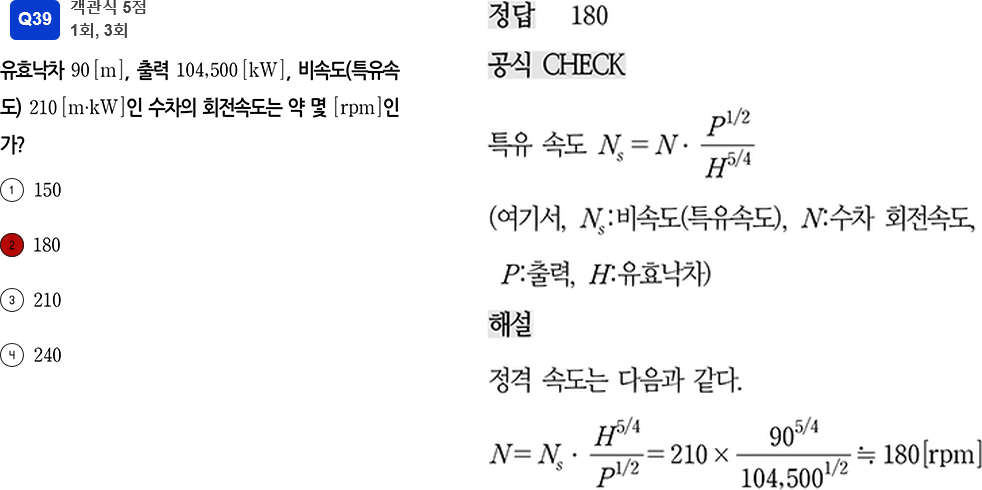 Q39
객관식 5점
1회, 3회
유효낙차 90[m], 출력 104,500[kW], 비속도(특유속
도) 210[m·kW]인 수차의 회전속도는 약 몇 [rpm]인
가?
① 150
② 180
③ 210
④ 240
정답 180
공식 CHECK
특유 속도 N_s = N · P^{1/2} / H^{5/4}
(여기서, N_s:비속도(특유속도), N:수차 회전속도,
P:출력, H:유효낙차)
해설
정격 속도는 다음과 같다.
N = N_s · H^{5/4} / P^{1/2} = 210 × 90^{5/4} / 104,500^{1/2} ≒ 180[rpm]